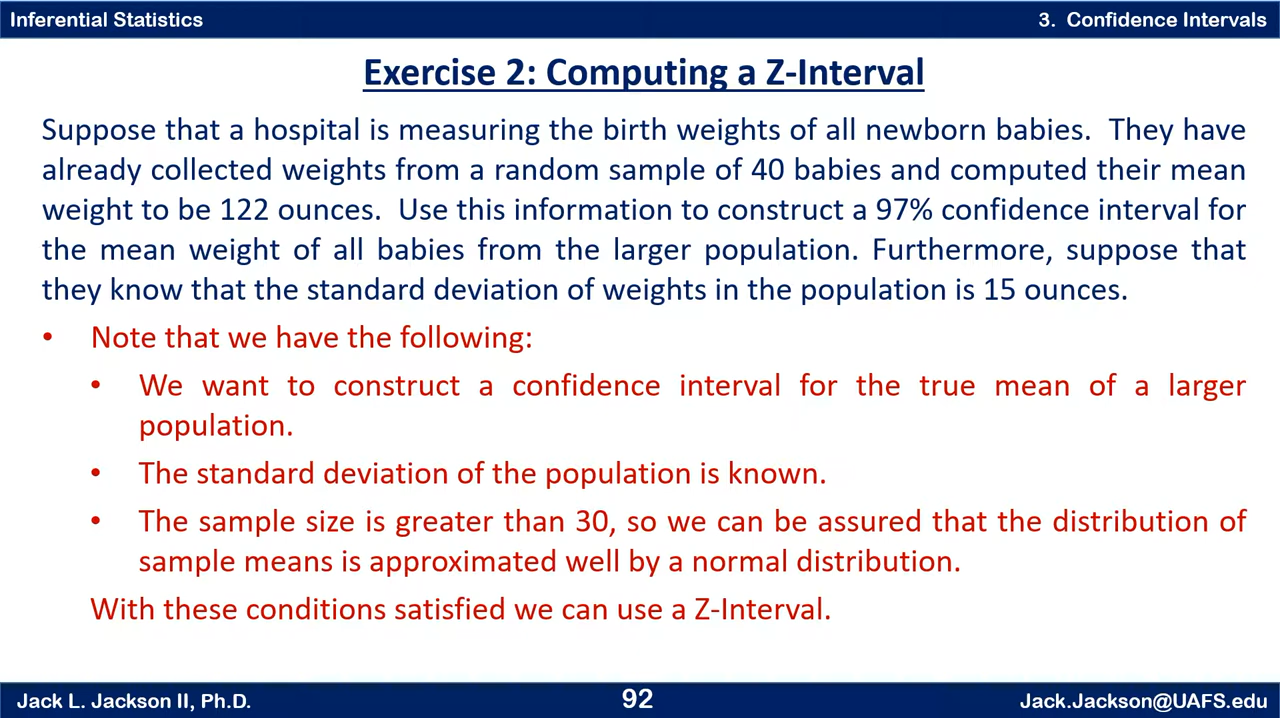 Inferential Statistics
3. Confidence Intervals
Exercise 2: Computing a Z-Interval
Suppose that a hospital is measuring the birth weights of all newborn babies. They have
already collected weights from a random sample of 40 babies and computed their mean
weight to be 122 ounces. Use this information to construct a 97% confidence interval for
the mean weight of all babies from the larger population. Furthermore, suppose that
they know that the standard deviation of weights in the population is 15 ounces.
• Note that we have the following:
• We want to construct a confidence interval for the true mean of a larger
population.
• The standard deviation of the population is known.
• The sample size is greater than 30, so we can be assured that the distribution of
sample means is approximated well by a normal distribution.
With these conditions satisfied we can use a Z-Interval.
Jack L. Jackson II, Ph.D.
92
Jack.Jackson@UAFS.edu